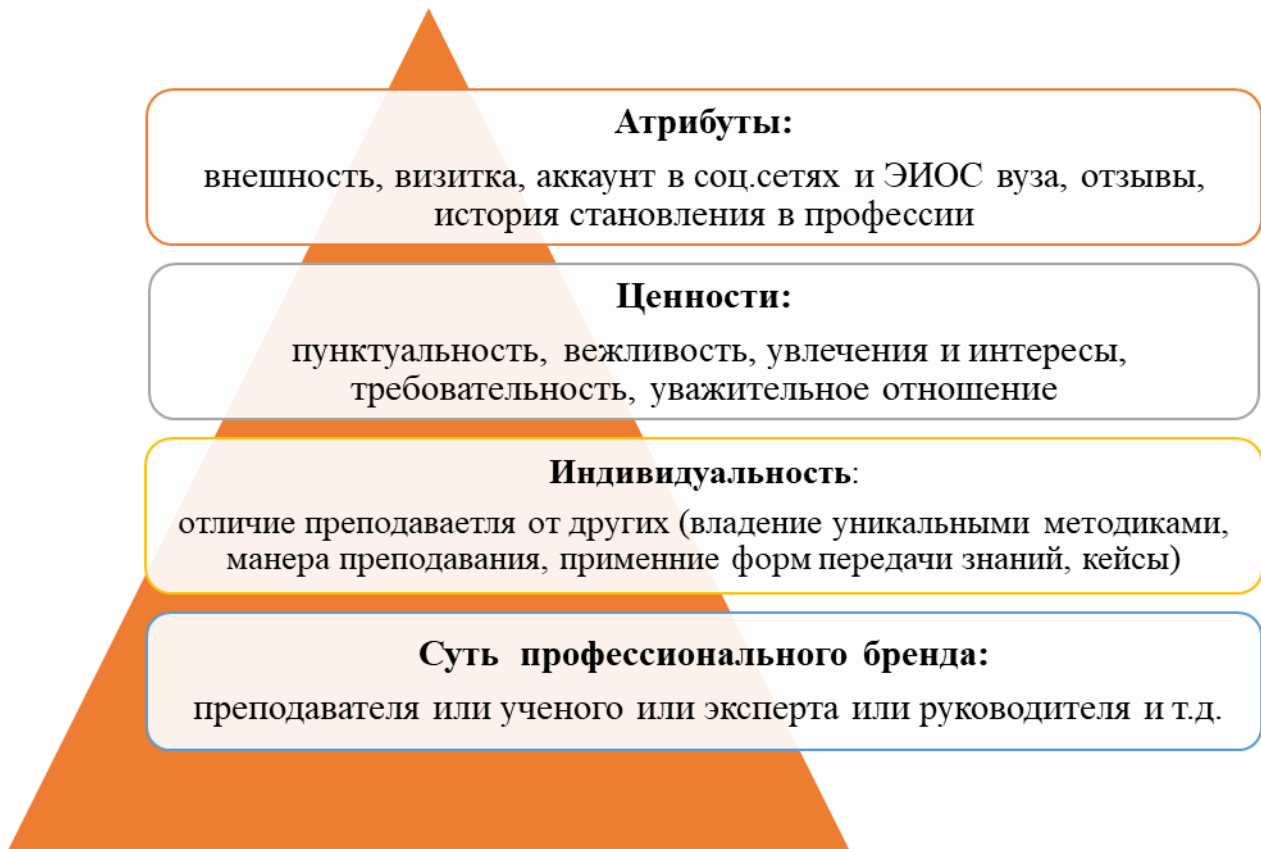 Атрибуты:
внешность, визитка, аккаунт в соц.сетях и ЭИОС вуза, отзывы,
история становления в профессии
Ценности:
пунктуальность, вежливость, увлечения и интересы,
требовательность, уважительное отношение
Индивидуальность:
отличие преподаваетля от других (владение уникальными методиками,
манера преподавания, применние форм передачи знаний, кейсы)
Суть профессионального бренда:
преподавателя или ученого или эксперта или руководителя и т.д.